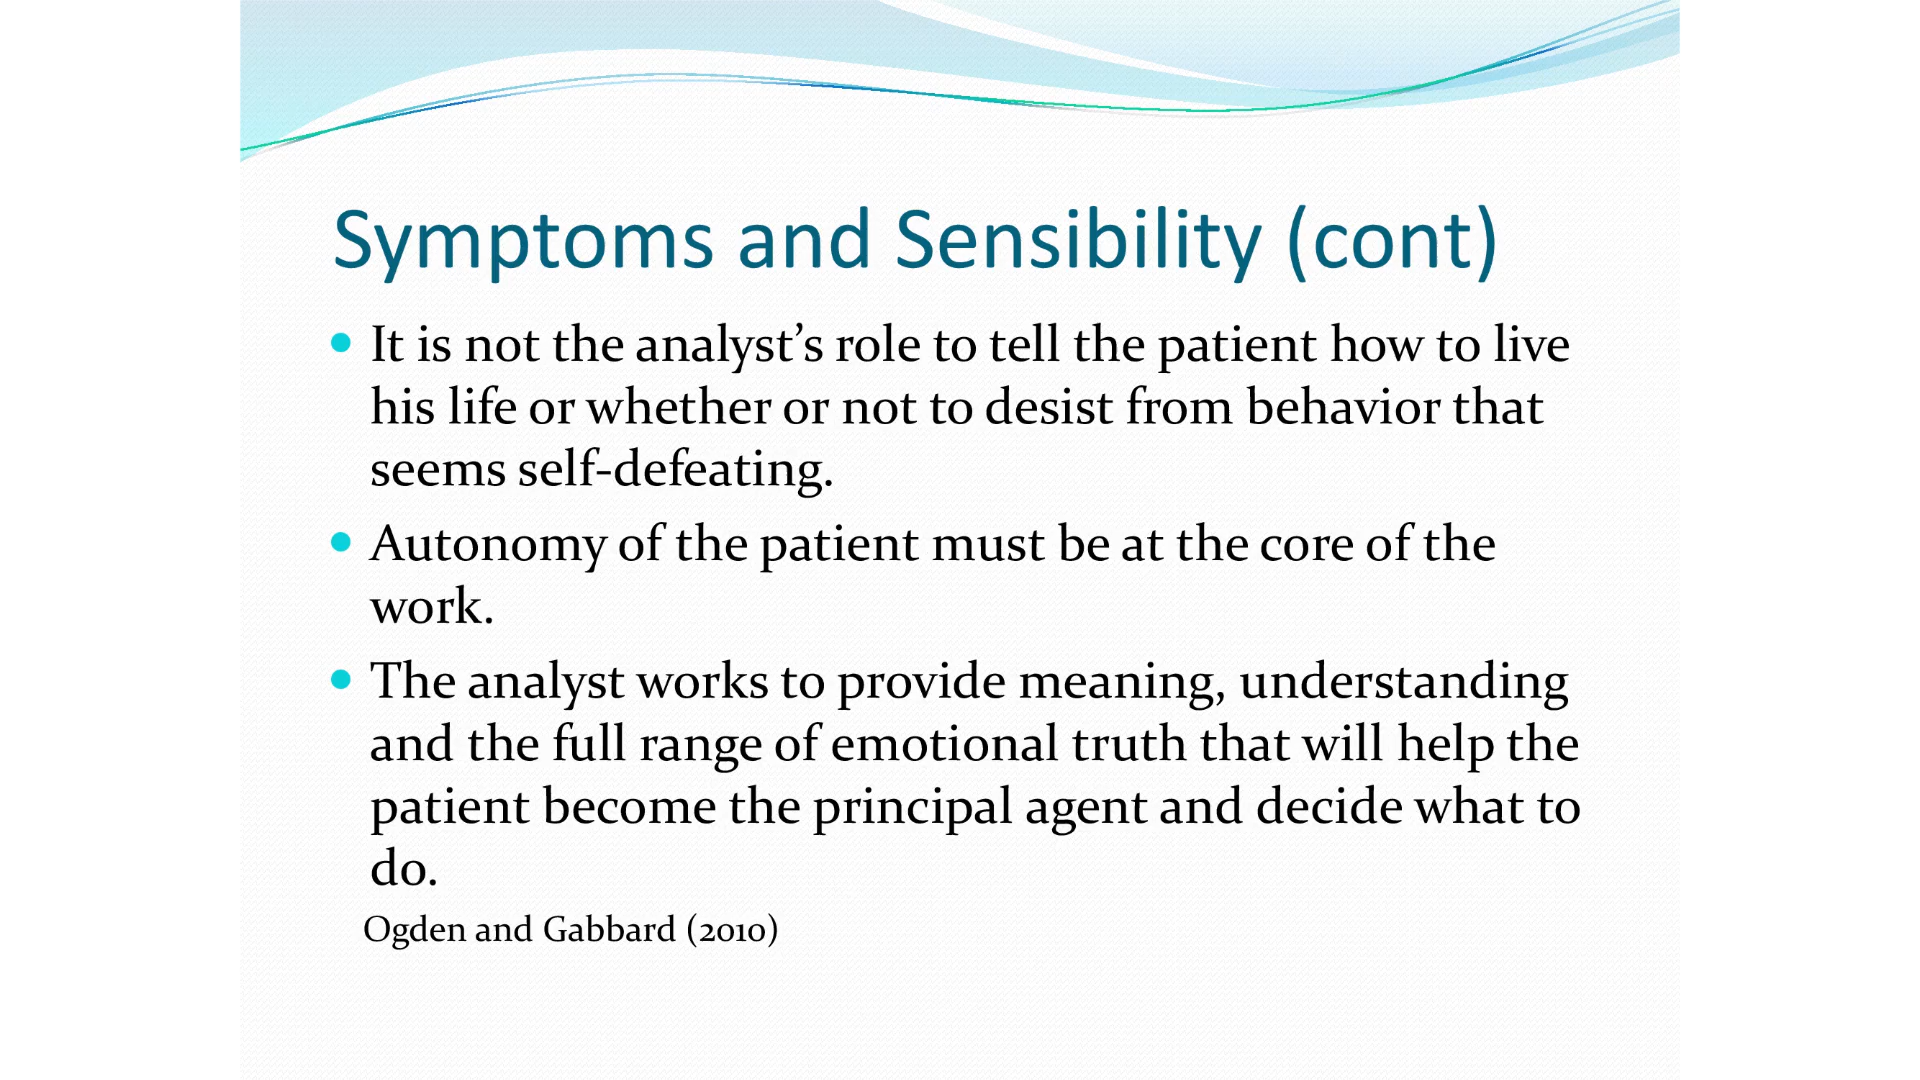 Symptoms and Sensibility (cont)
• It is not the analyst’s role to tell the patient how to live
his life or whether or not to desist from behavior that
seems self-defeating.
• Autonomy of the patient must be at the core of the
work.
• The analyst works to provide meaning, understanding
and the full range of emotional truth that will help the
patient become the principal agent and decide what to
do.
Ogden and Gabbard (2010)